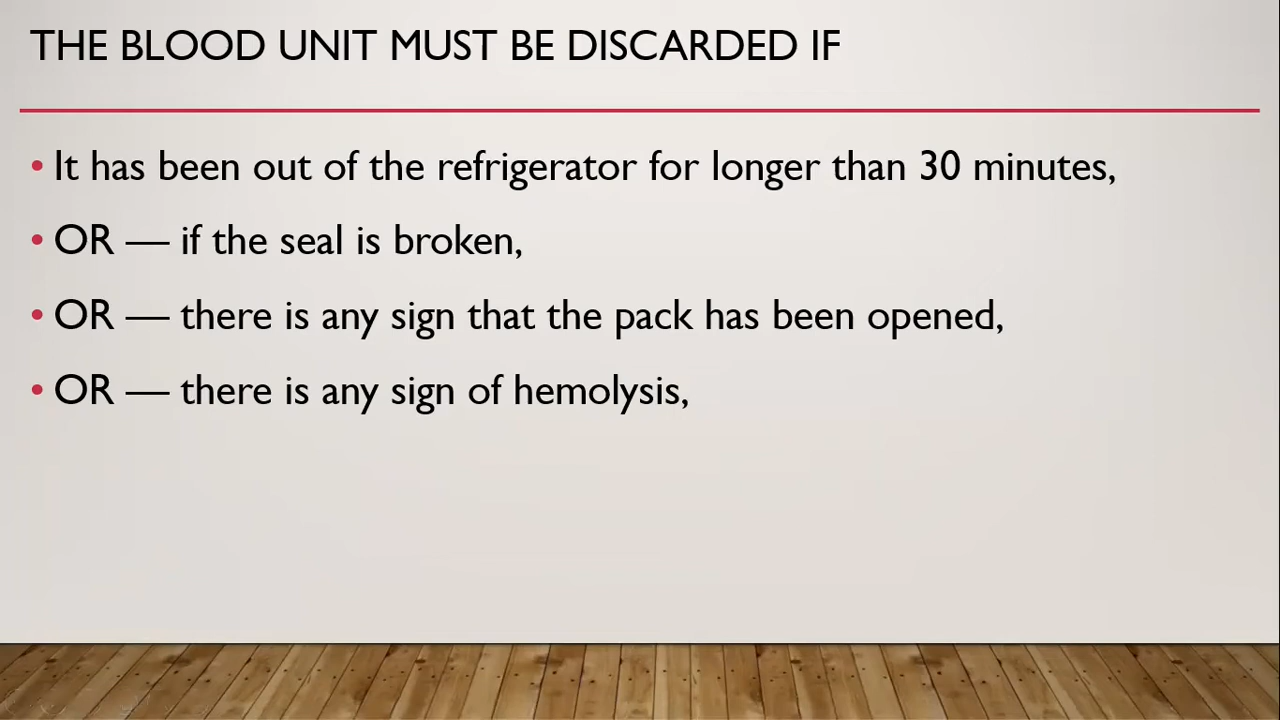 THE BLOOD UNIT MUST BE DISCARDED IF
• It has been out of the refrigerator for longer than 30 minutes,
• OR — if the seal is broken,
• OR — there is any sign that the pack has been opened,
• OR — there is any sign of hemolysis,